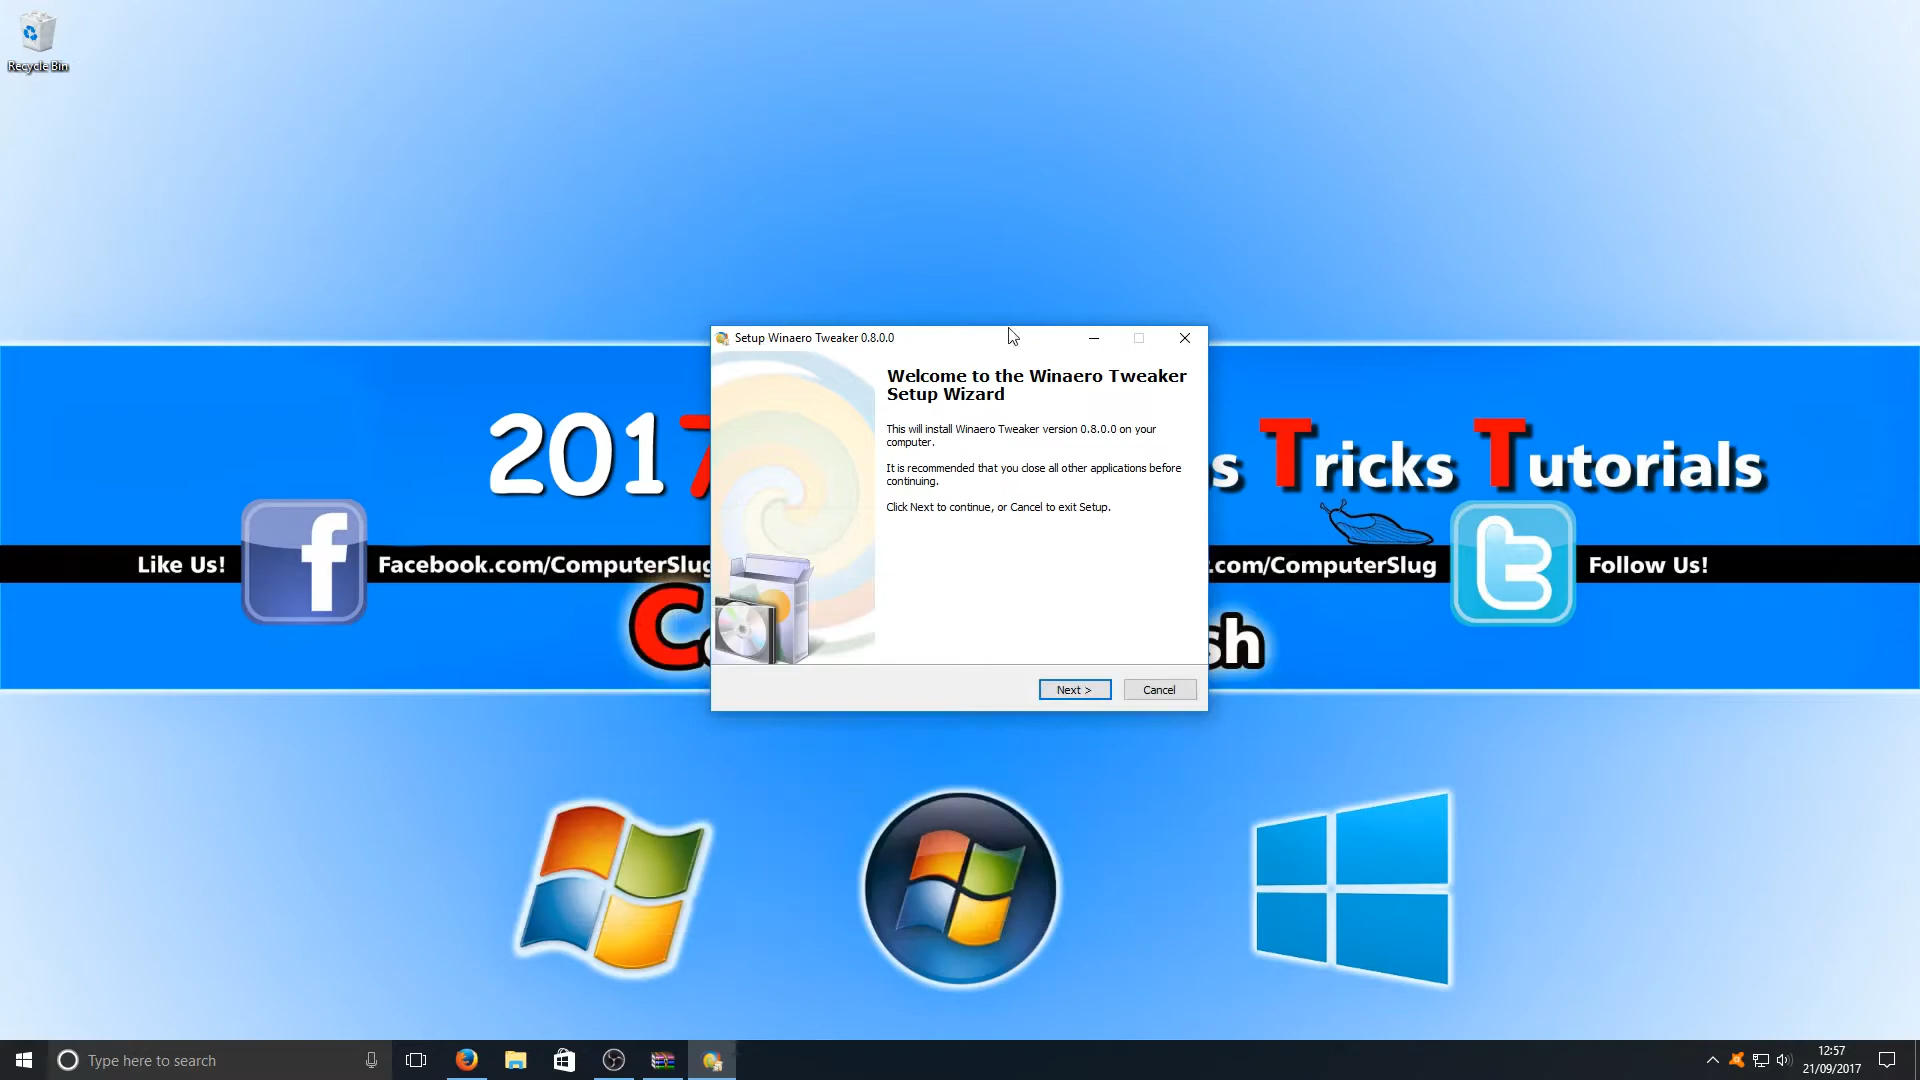 Recycle Bin
Setup Winaero Tweaker 0.8.0.0
Welcome to the Winaero Tweaker
Setup Wizard
This will install Winaero Tweaker version 0.8.0.0 on your
computer.
It is recommended that you close all other applications before
continuing.
Click Next to continue, or Cancel to exit Setup.
Next >
Cancel
2017
s Tricks Tutorials
Like Us!
f
Facebook.com/ComputerSlug
.com/ComputerSlug
t
Follow Us!
C
sh
Type here to search
12:57
21/09/2017